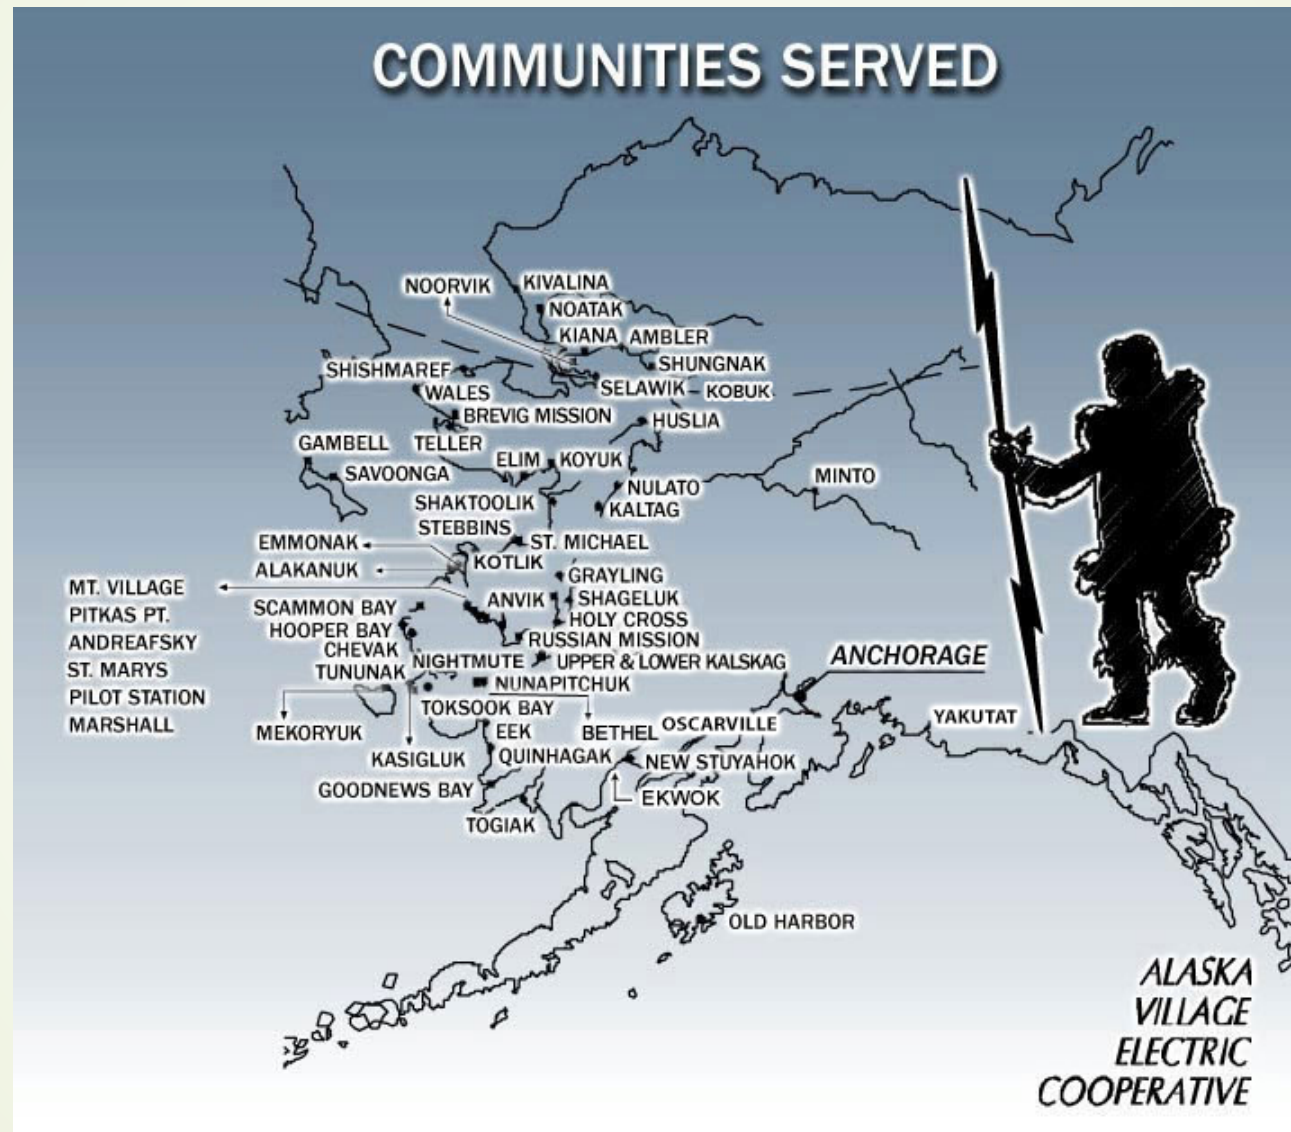 COMMUNITIES SERVED
NOORVIK
KIVALINA
NOATAK
KIANA
AMBLER
SHISHMAREF
SHUNGNAK
WALES
SELAWIK
KOBUK
BREVIG MISSION
HUSLIA
GAMBELL
TELLER
ELIM
KOYUK
SAVOONGA
MINTO
NULATO
SHAKTOOLIK
KALTAG
STEBBINS
EMMONAK
ST. MICHAEL
KOTLIK
ALAKANUK
GRAYLING
MT. VILLAGE
PITKAS PT.
ANDREAFSKY
ST. MARYS
PILOT STATION
MARSHALL
ANVIK
SHAGELUK
SCAMMON BAY
HOLY CROSS
HOOPER BAY
RUSSIAN MISSION
CHEVAK
NIGHTMUTE
UPPER & LOWER KALSKAG
ANCHORAGE
TUNUNAK
NUNAPITCHUK
TOKSOOK BAY
YAKUTAT
MEKORYUK
EEK
BETHEL
OSCARVILLE
KASIGLUK
QUINHAGAK
NEW STUYAHOK
GOODNEWS BAY
EKWOK
TOGIAK
OLD HARBOR
ALASKA
VILLAGE
ELECTRIC
COOPERATIVE